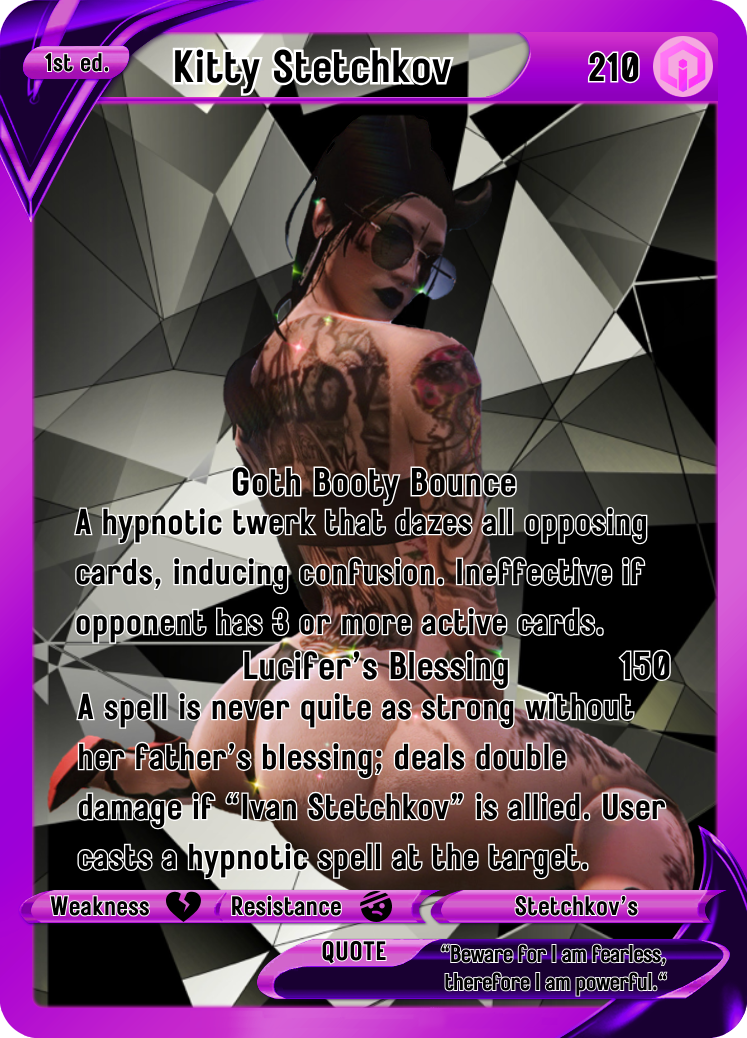 1st ed.
Kitty Stetchkov
210
Goth Booty Bounce
A hypnotic twerk that dazes all opposing
cards, inducing confusion. Ineffective if
opponent has 3 or more active cards.
Lucifer's Blessing 150
A spell is never quite as strong without
her father's blessing; deals double
damage if “Ivan Stetchkov” is allied. User
casts a hypnotic spell at the target.
Weakness Resistance Stetchkov's
QUOTE
“Beware for I am fearless,
therefore I am powerful.“